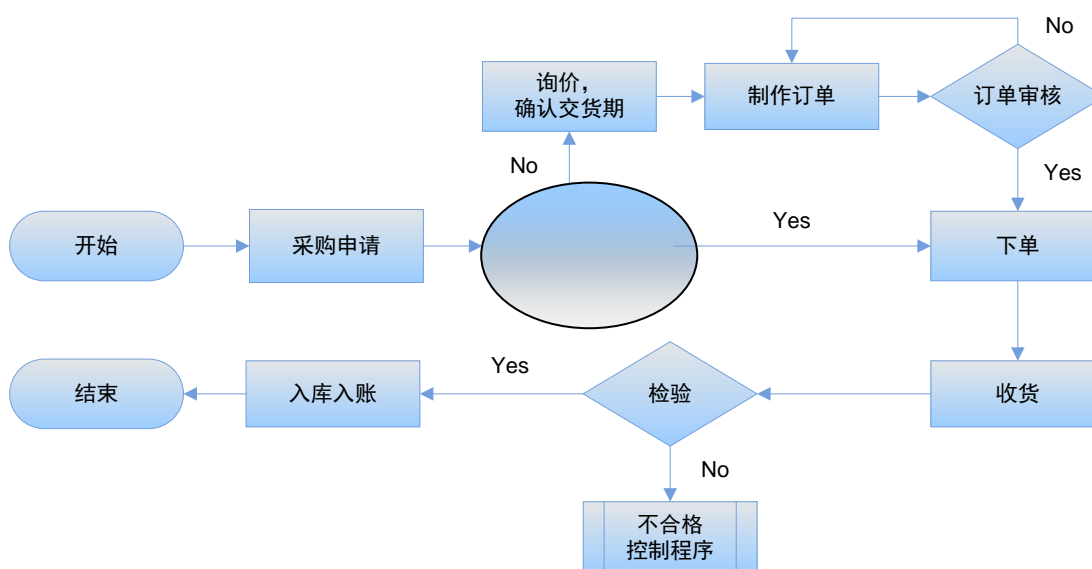 No
询价，
确认交货期
制作订单
订单审核
No
Yes
开始
采购申请
Yes
下单
结束
入库入账
Yes
检验
收货
No
不合格
控制程序